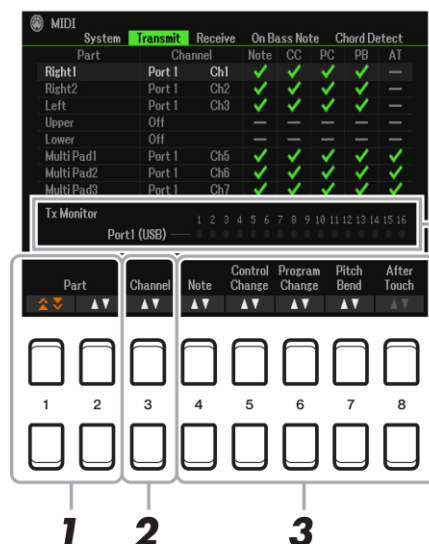 MIDI
System Transmit Receive On Bass Note Chord Detect
Part Channel Note CC PC PB AT
Right1 Port 1 Ch1 ✓ ✓ ✓ ✓ —
Right2 Port 1 Ch2 ✓ ✓ ✓ ✓ —
Left Port 1 Ch3 ✓ ✓ ✓ ✓ —
Upper Off — — — — —
Lower Off — — — — —
Multi Pad1 Port 1 Ch5 ✓ ✓ ✓ ✓ ✓
Multi Pad2 Port 1 Ch6 ✓ ✓ ✓ ✓ ✓
Multi Pad3 Port 1 Ch7 ✓ ✓ ✓ ✓ ✓
Tx Monitor 1 2 3 4 5 6 7 8 9 10 11 12 13 14 15 16
Port1 (USB)
Part Channel Note Control Change Program Change Pitch Bend After Touch
1 2 3 4 5 6 7 8
1 2 3